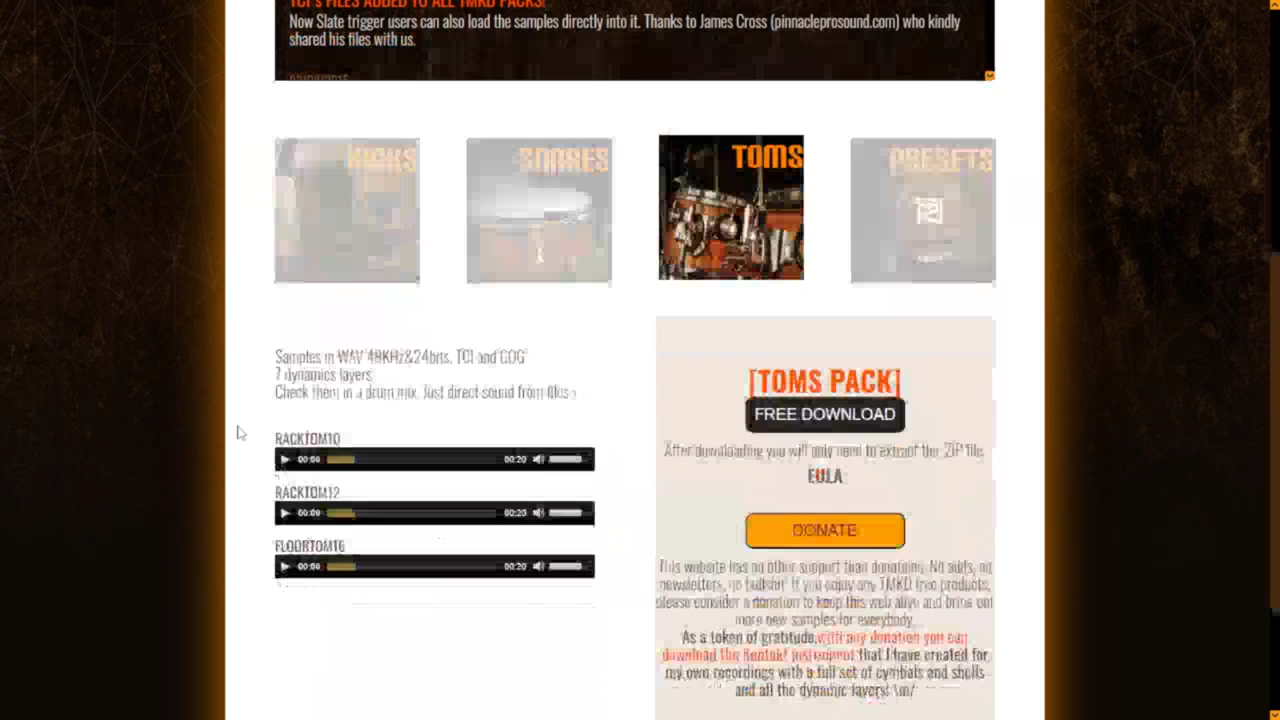 TCI's FILES ADDED TO ALL TMKD PACKS!
Now Slate trigger users can also load the samples directly into it. Thanks to James Cross (pinnacleprosound.com) who kindly
shared his files with us.
KICKS
SNARES
TOMS
PRESETS
Samples in WAV 48KHz&24bits, TCI and GOG
7 dynamics layers
Check them in a drum mix. Just direct sound from files
[TOMS PACK]
FREE DOWNLOAD
After downloading you will only need to extract the ZIP file.
EULA
RACKTOM10
00:00 00:20
RACKTOM12
00:00 00:20
FLOORTOM16
00:00 00:20
DONATE
This website has no other support than donations. No adds, no
newsletters, no bullshit! If you enjoy any TMKD free products,
please consider a donation to keep this web alive and bring out
more new samples for everybody.
As a token of gratitude,with any donation you can
download the Kontakt instrument that I have created for
my own recordings with a full set of cymbals and shells
and all the dynamic layers! \m/